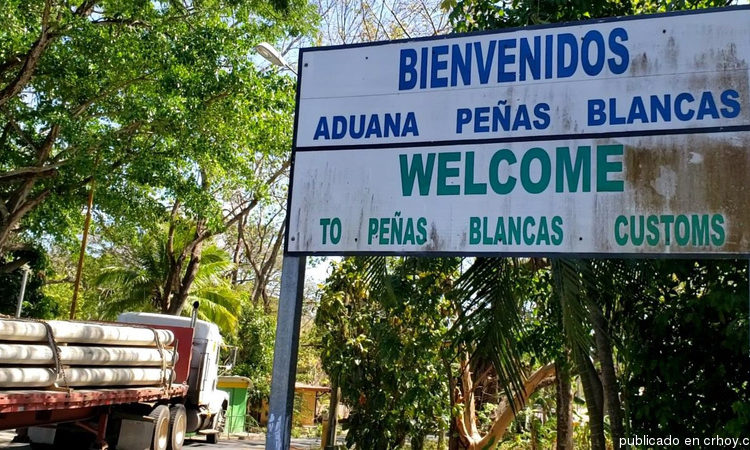 BIENVENIDOS
ADUANA PEÑAS BLANCAS
WELCOME
TO PEÑAS BLANCAS CUSTOMS
publicado en crhoy.c